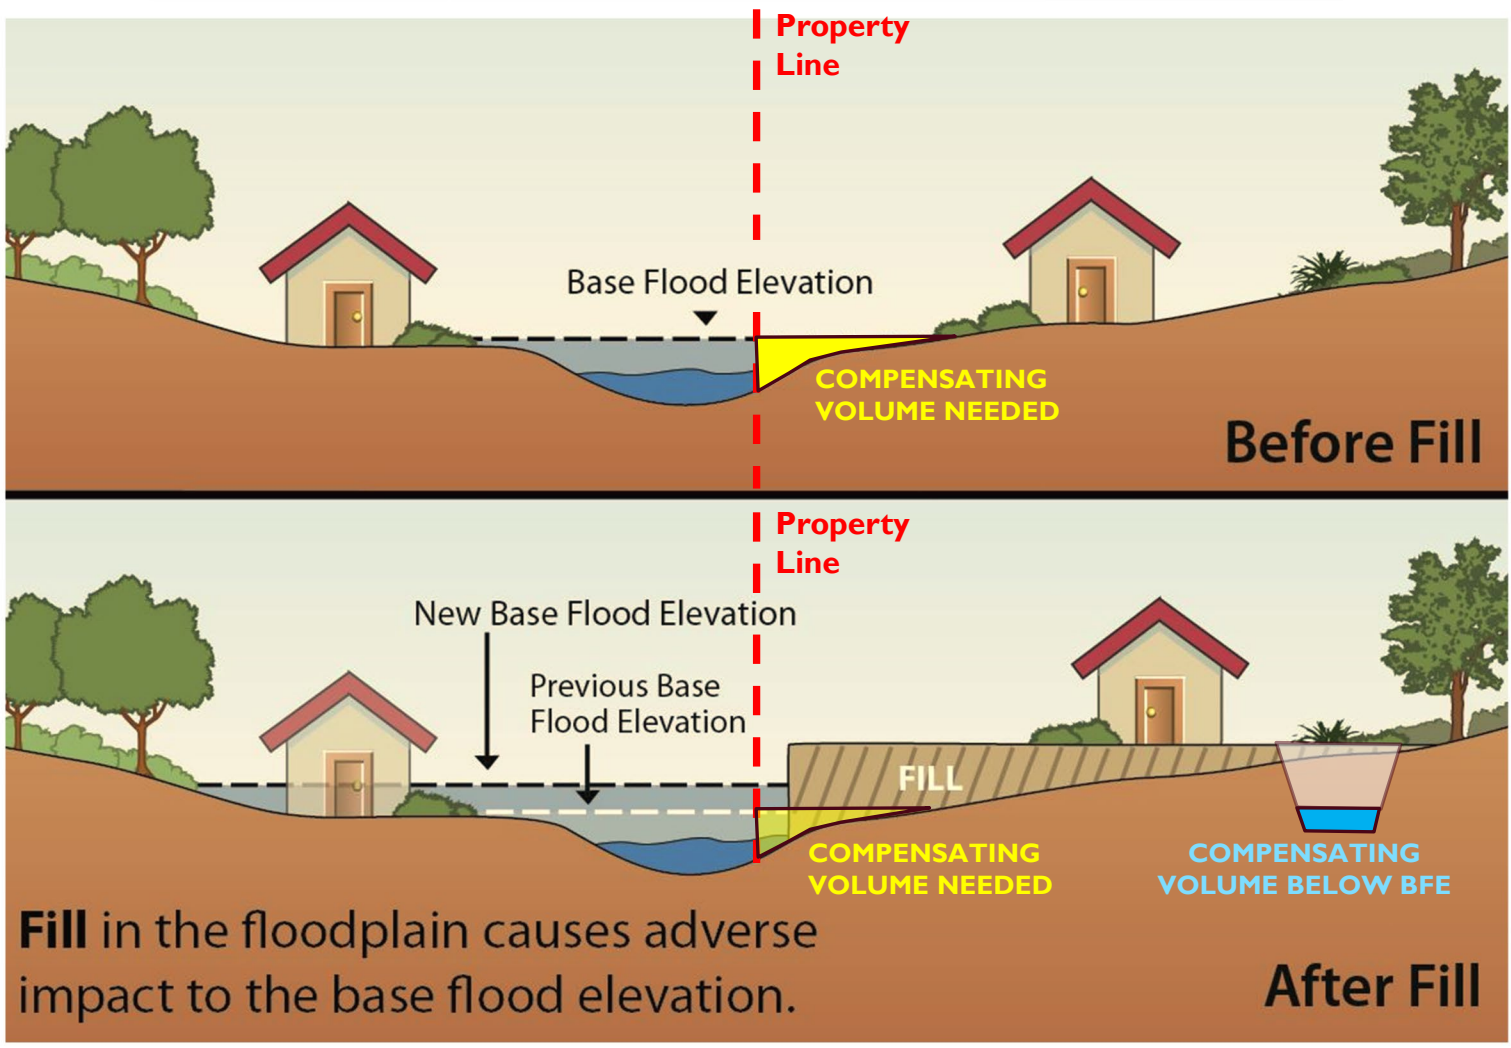 Property
Line
Base Flood Elevation
COMPENSATING
VOLUME NEEDED
Before Fill
Property
Line
New Base Flood Elevation
Previous Base
Flood Elevation
FILL
COMPENSATING
VOLUME NEEDED
COMPENSATING
VOLUME BELOW BFE
Fill in the floodplain causes adverse
impact to the base flood elevation.
After Fill